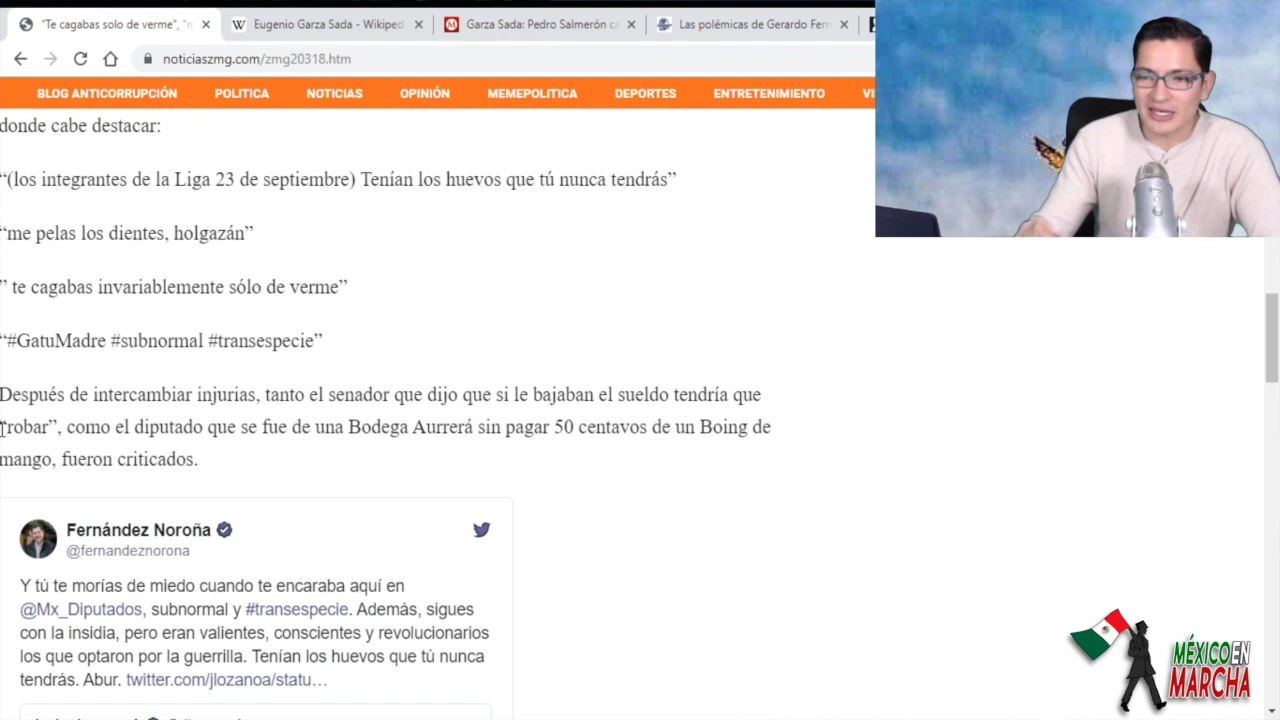 "Te cagabas solo de verme", "m
Eugenio Garza Sada - Wikiped
Garza Sada: Pedro Salmerón ca
Las polémicas de Gerardo Fern
noticiaszmg.com/zmg20318.htm
BLOG ANTICORRUPCIÓN POLITICA NOTICIAS OPINIÓN MEMEPOLITICA DEPORTES ENTRETENIMIENTO VI
donde cabe destacar:
“(los integrantes de la Liga 23 de septiembre) Tenían los huevos que tú nunca tendrás”
“me pelas los dientes, holgazán”
” te cagabas invariablemente sólo de verme”
“#GatuMadre #subnormal #transespecie”
Después de intercambiar injurias, tanto el senador que dijo que si le bajaban el sueldo tendría que
“robar”, como el diputado que se fue de una Bodega Aurrerá sin pagar 50 centavos de un Boing de
mango, fueron criticados.
Fernández Noroña
@fernandeznorona
Y tú te morías de miedo cuando te encaraba aquí en
@Mx_Diputados, subnormal y #transespecie. Además, sigues
con la insidia, pero eran valientes, conscientes y revolucionarios
los que optaron por la guerrilla. Tenían los huevos que tú nunca
tendrás. Abur. twitter.com/jlozanoa/statu…
MÉXICO EN
MARCHA